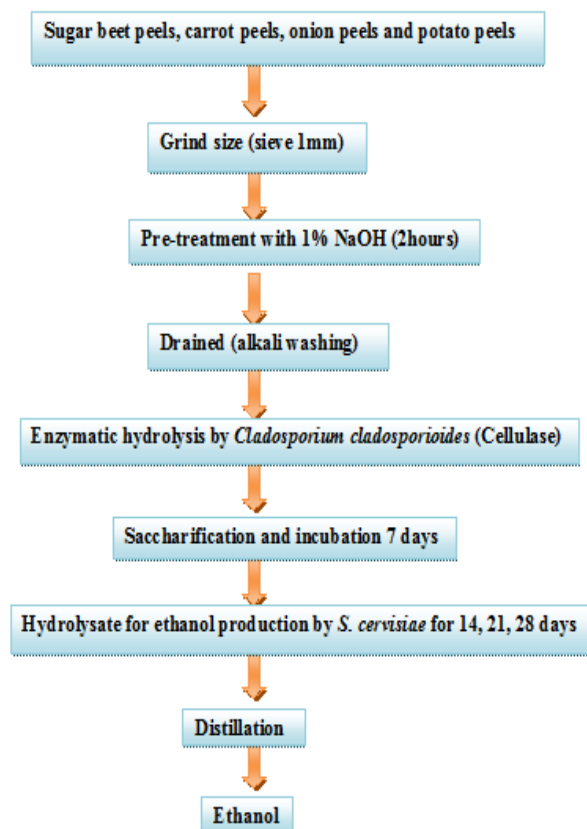 Sugar beet peels, carrot peels, onion peels and potato peels
Grind size (sieve 1mm)
Pre-treatment with 1% NaOH (2hours)
Drained (alkali washing)
Enzymatic hydrolysis by Cladosporium cladosporioides (Cellulase)
Saccharification and incubation 7 days
Hydrolysate for ethanol production by S. cervisiae for 14, 21, 28 days
Distillation
Ethanol